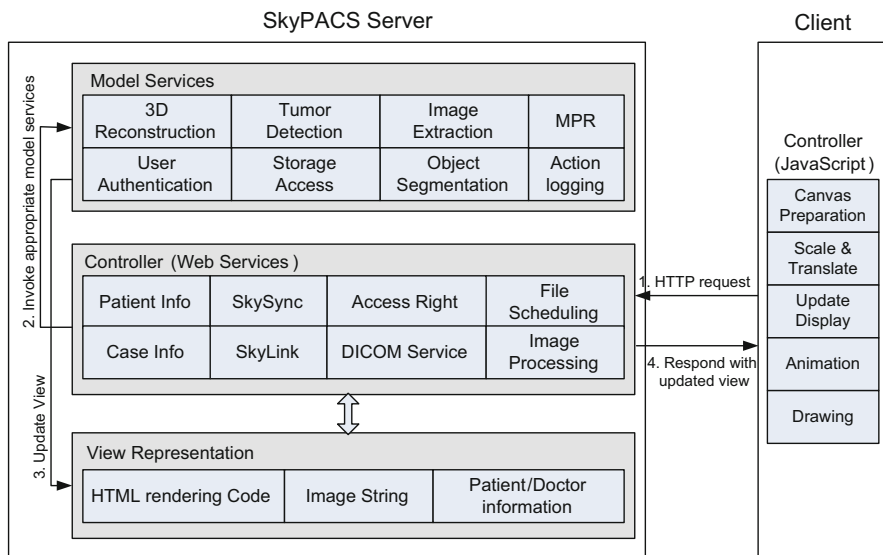 SkyPACS Server
Client
Model Services
3D
Reconstruction
Tumor
Detection
Image
Extraction
MPR
User
Authentication
Storage
Access
Object
Segmentation
Action
logging
2. Invoke appropriate model services
Controller (Web Services)
Patient Info
SkySync
Access Right
File
Scheduling
Case Info
SkyLink
DICOM Service
Image
Processing
3. Update View
View Representation
HTML rendering Code
Image String
Patient/Doctor
information
1. HTTP request
4. Respond with
updated view
Controller
(JavaScript)
Canvas
Preparation
Scale &
Translate
Update
Display
Animation
Drawing